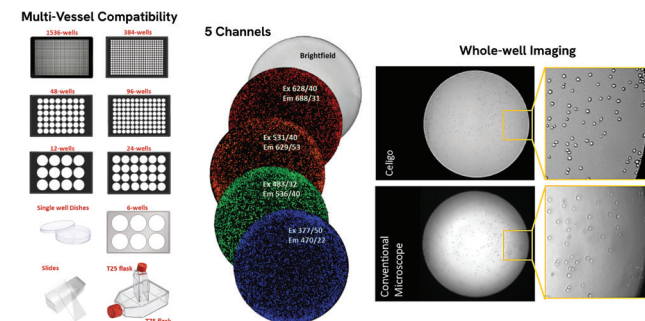 Multi-Vessel Compatibility
1536-wells
384-wells
48-wells
96-wells
12-wells
24-wells
Single well Dishes
6-wells
Slides
T25 flask
T25 flask
5 Channels
Brightfield
Ex 628/40
Em 688/31
Ex 531/40
Em 629/53
Ex 483/32
Em 536/40
Ex 377/50
Em 470/22
Whole-well Imaging
Celigo
Conventional
Microscope